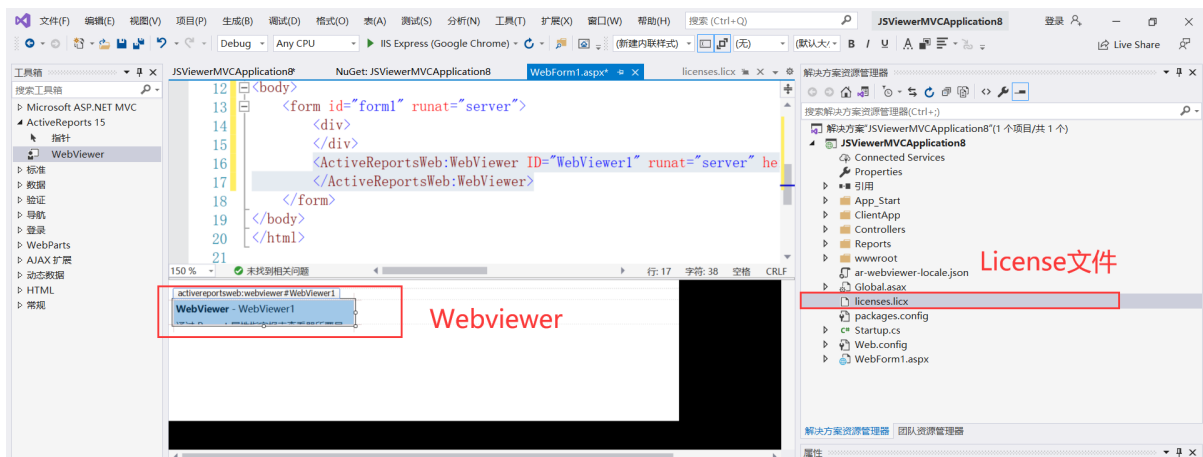 文件(F) 编辑(E) 视图(V) 项目(P) 生成(B) 调试(D) 格式(O) 表(A) 测试(S) 分析(N) 工具(T) 扩展(X) 窗口(W) 帮助(H) 搜索 (Ctrl+Q) JSViewerMVCApplication8 登录
Debug Any CPU IIS Express (Google Chrome) (新建内联样式) (无) (默认大/ B I U A Live Share
工具箱
搜索工具箱
Microsoft ASP.NET MVC
ActiveReports 15
指针
WebViewer
标准
数据
验证
导航
登录
WebParts
AJAX 扩展
动态数据
HTML
常规
JSViewerMVCApplication8* NuGet: JSViewerMVCApplication8 WebForm1.aspx* licenses.licx
12 <body>
13 <form id="form1" runat="server">
14 <div>
15 </div>
16 <ActiveReportsWeb:WebViewer ID="WebViewer1" runat="server" he
17 </ActiveReportsWeb:WebViewer>
18 </form>
19 </body>
20 </html>
21
150 % 未找到相关问题 行: 17 字符: 38 空格 CRLF
activereportsweb:webviewer#WebViewer1
WebViewer - WebViewer1
Webviewer
解决方案资源管理器
搜索解决方案资源管理器(Ctrl+;)
解决方案"JSViewerMVCApplication8"(1 个项目/共 1 个)
JSViewerMVCApplication8
Connected Services
Properties
引用
App_Start
ClientApp
Controllers
Reports
wwwroot
ar-webviewer-locale.json
Global.asax
licenses.licx
packages.config
Startup.cs
Web.config
WebForm1.aspx
License文件
解决方案资源管理器 团队资源管理器
属性